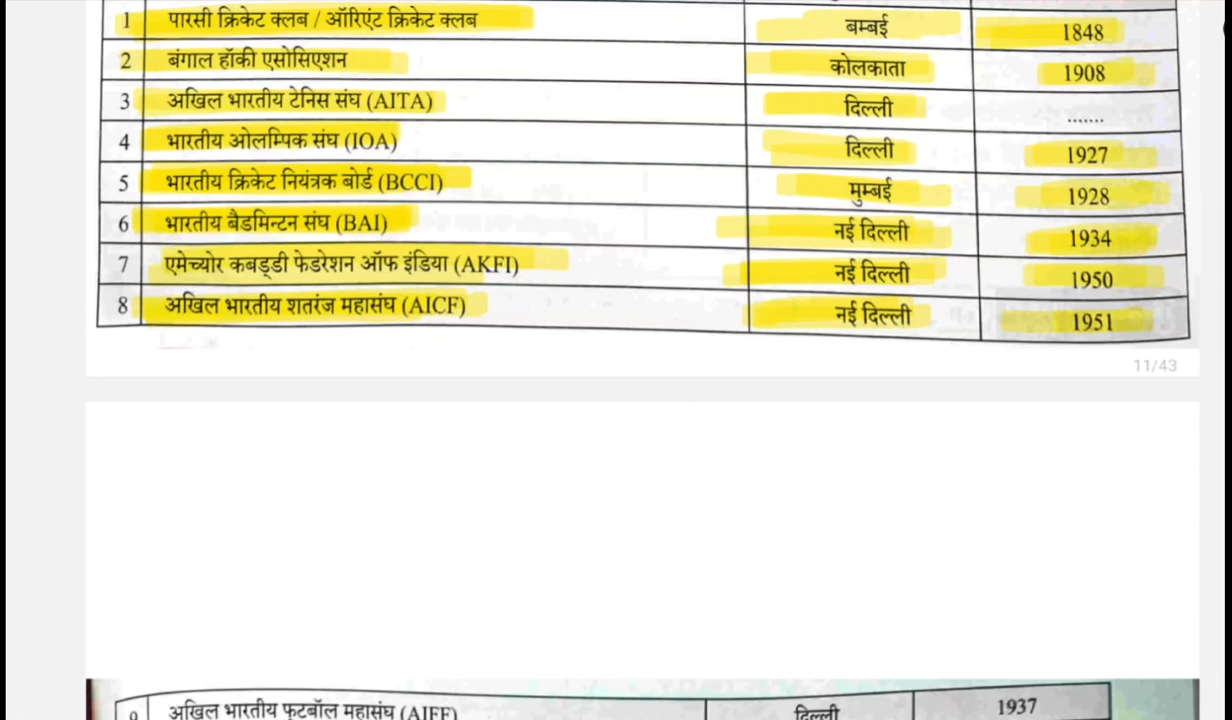 1 पारसी क्रिकेट क्लब / ऑरिएंट क्रिकेट क्लब बम्बई 1848
2 बंगाल हॉकी एसोसिएशन कोलकाता 1908
3 अखिल भारतीय टेनिस संघ (AITA) दिल्ली .......
4 भारतीय ओलम्पिक संघ (IOA) दिल्ली 1927
5 भारतीय क्रिकेट नियंत्रक बोर्ड (BCCI) मुम्बई 1928
6 भारतीय बैडमिन्टन संघ (BAI) नई दिल्ली 1934
7 एमेच्योर कबड्डी फेडरेशन ऑफ इंडिया (AKFI) नई दिल्ली 1950
8 अखिल भारतीय शतरंज महासंघ (AICF) नई दिल्ली 1951
11/43
9 अखिल भारतीय फुटबॉल महासंघ (AIFF) दिल्ली 1937